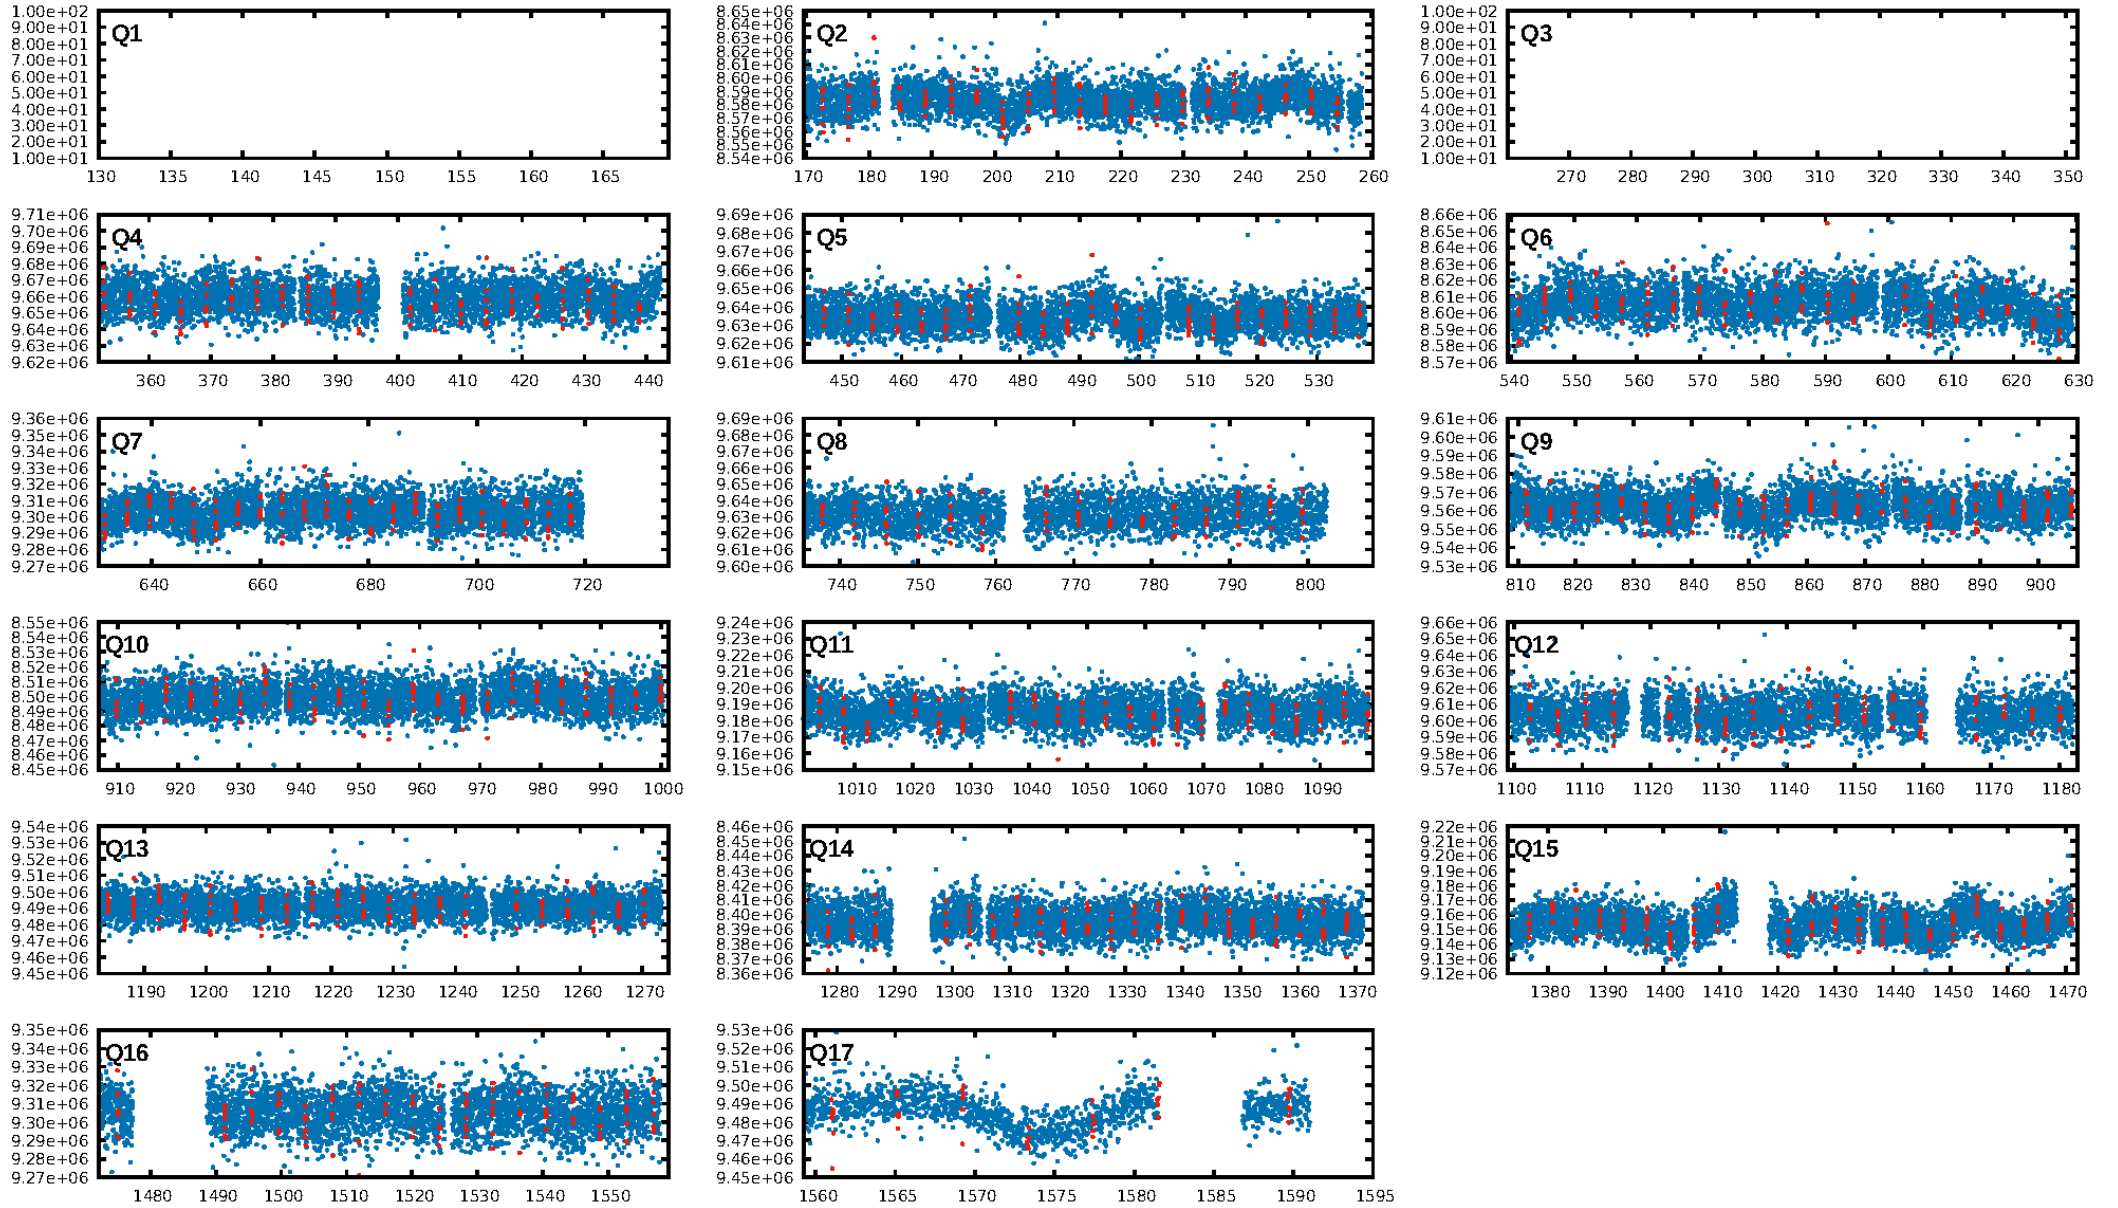 Q1
1.00e+02
9.00e+01
8.00e+01
7.00e+01
6.00e+01
5.00e+01
4.00e+01
3.00e+01
2.00e+01
1.00e+01
130 135 140 145 150 155 160 165
Q2
8.65e+06
8.64e+06
8.63e+06
8.62e+06
8.61e+06
8.60e+06
8.59e+06
8.58e+06
8.57e+06
8.56e+06
8.55e+06
8.54e+06
170 180 190 200 210 220 230 240 250 260
Q3
1.00e+02
9.00e+01
8.00e+01
7.00e+01
6.00e+01
5.00e+01
4.00e+01
3.00e+01
2.00e+01
1.00e+01
270 280 290 300 310 320 330 340 350
Q4
9.71e+06
9.70e+06
9.69e+06
9.68e+06
9.67e+06
9.66e+06
9.65e+06
9.64e+06
9.63e+06
9.62e+06
360 370 380 390 400 410 420 430 440
Q5
9.69e+06
9.68e+06
9.67e+06
9.66e+06
9.65e+06
9.64e+06
9.63e+06
9.62e+06
9.61e+06
450 460 470 480 490 500 510 520 530
Q6
8.66e+06
8.65e+06
8.64e+06
8.63e+06
8.62e+06
8.61e+06
8.60e+06
8.59e+06
8.58e+06
8.57e+06
540 550 560 570 580 590 600 610 620 630
Q7
9.36e+06
9.35e+06
9.34e+06
9.33e+06
9.32e+06
9.31e+06
9.30e+06
9.29e+06
9.28e+06
9.27e+06
640 660 680 700 720
Q8
9.69e+06
9.68e+06
9.67e+06
9.66e+06
9.65e+06
9.64e+06
9.63e+06
9.62e+06
9.61e+06
9.60e+06
740 750 760 770 780 790 800
Q9
9.61e+06
9.60e+06
9.59e+06
9.58e+06
9.57e+06
9.56e+06
9.55e+06
9.54e+06
9.53e+06
810 820 830 840 850 860 870 880 890 900
Q10
8.55e+06
8.54e+06
8.53e+06
8.52e+06
8.51e+06
8.50e+06
8.49e+06
8.48e+06
8.47e+06
8.46e+06
8.45e+06
910 920 930 940 950 960 970 980 990 1000
Q11
9.24e+06
9.23e+06
9.22e+06
9.21e+06
9.20e+06
9.19e+06
9.18e+06
9.17e+06
9.16e+06
9.15e+06
1010 1020 1030 1040 1050 1060 1070 1080 1090
Q12
9.66e+06
9.65e+06
9.64e+06
9.63e+06
9.62e+06
9.61e+06
9.60e+06
9.59e+06
9.58e+06
9.57e+06
1100 1110 1120 1130 1140 1150 1160 1170 1180
Q13
9.54e+06
9.53e+06
9.52e+06
9.51e+06
9.50e+06
9.49e+06
9.48e+06
9.47e+06
9.46e+06
9.45e+06
1190 1200 1210 1220 1230 1240 1250 1260 1270
Q14
8.46e+06
8.45e+06
8.44e+06
8.43e+06
8.42e+06
8.41e+06
8.40e+06
8.39e+06
8.38e+06
8.37e+06
8.36e+06
1280 1290 1300 1310 1320 1330 1340 1350 1360 1370
Q15
9.22e+06
9.21e+06
9.20e+06
9.19e+06
9.18e+06
9.17e+06
9.16e+06
9.15e+06
9.14e+06
9.13e+06
9.12e+06
1380 1390 1400 1410 1420 1430 1440 1450 1460 1470
Q16
9.35e+06
9.34e+06
9.33e+06
9.32e+06
9.31e+06
9.30e+06
9.29e+06
9.28e+06
9.27e+06
1480 1490 1500 1510 1520 1530 1540 1550
Q17
9.53e+06
9.52e+06
9.51e+06
9.50e+06
9.49e+06
9.48e+06
9.47e+06
9.46e+06
9.45e+06
1560 1565 1570 1575 1580 1585 1590 1595